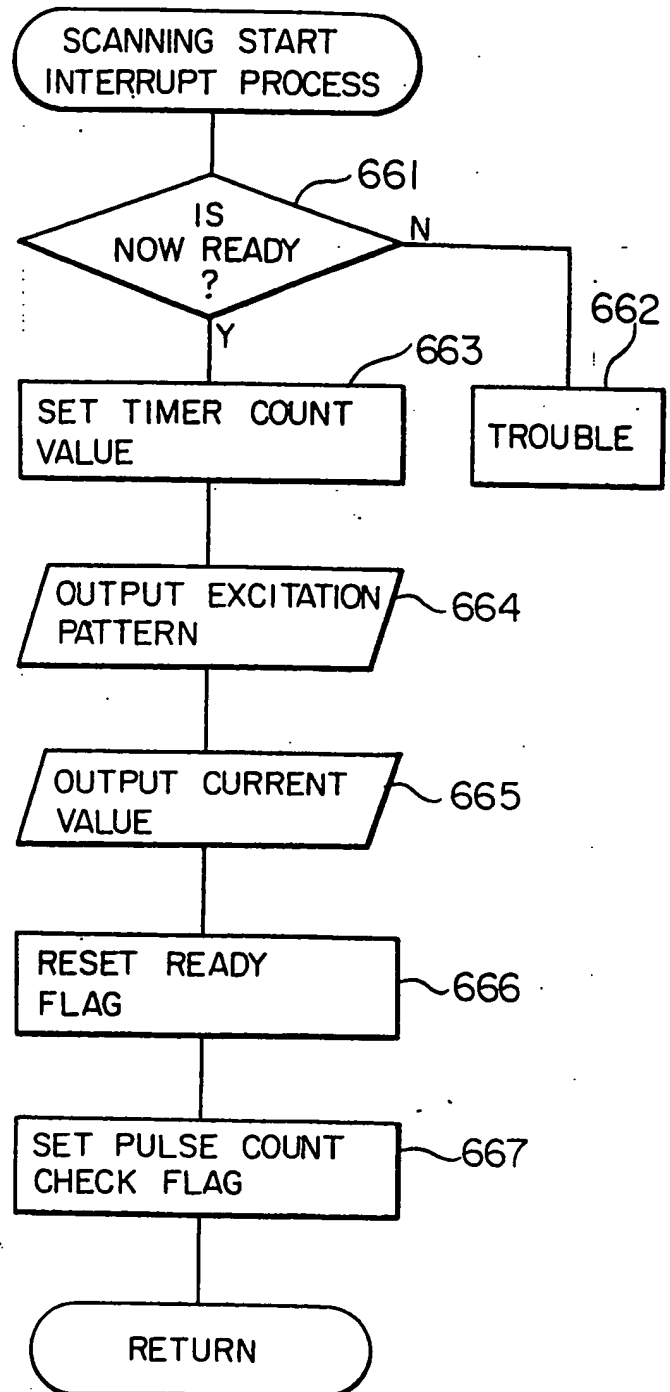 SCANNING START
INTERRUPT PROCESS
661
IS
NOW READY
?
N
Y
662
TROUBLE
663
SET TIMER COUNT
VALUE
OUTPUT EXCITATION
PATTERN
664
OUTPUT CURRENT
VALUE
665
RESET READY
FLAG
666
SET PULSE COUNT
CHECK FLAG
667
RETURN